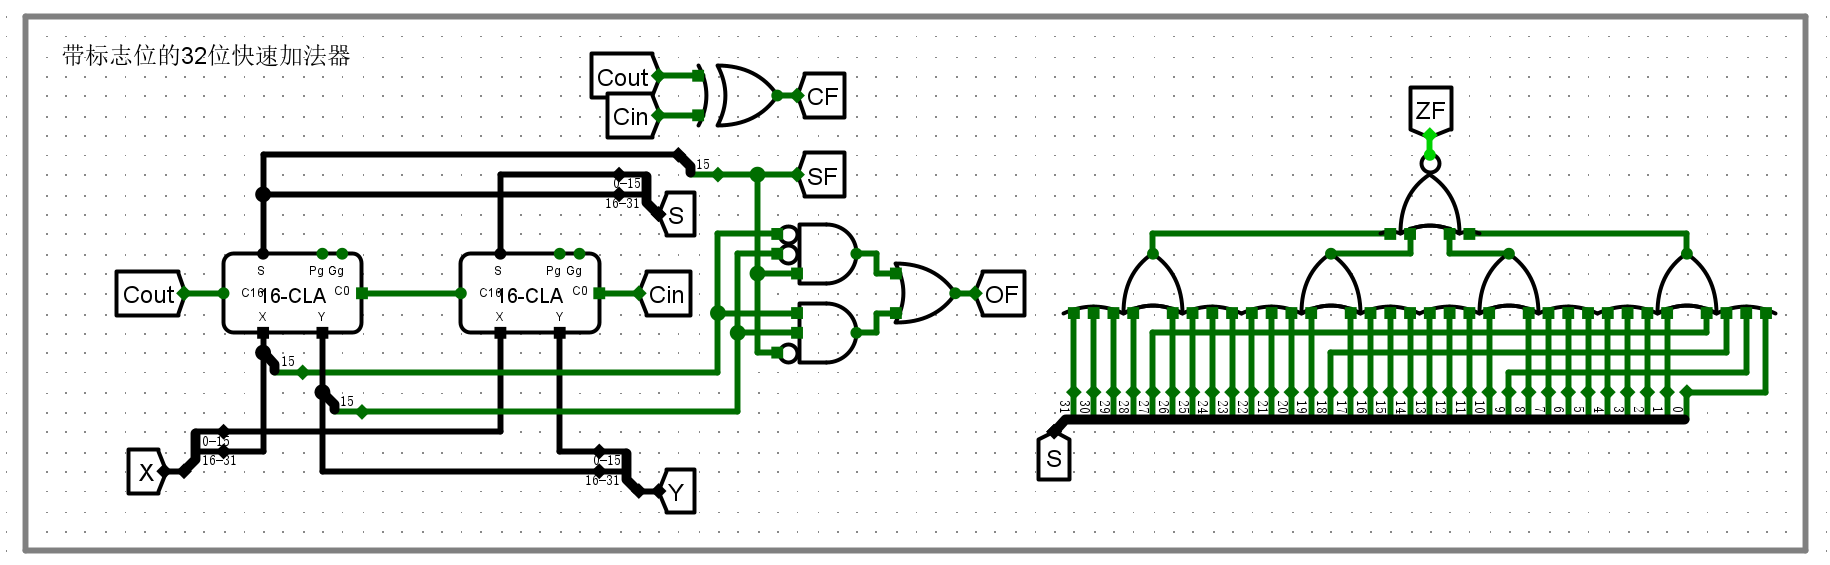 带标志位的32位快速加法器
Cout
Cin
CF
ZF
15
SF
0-15
16-31
S
S
Pg Gg
S
Pg Gg
Cout
C16
16-CLA
C0
C16
16-CLA
C0
Cin
OF
X
Y
X
Y
15
15
31 30 29 28 27 26 25 24 23 22 21 20 19 18 17 16 15 14 13 12 11 10 9 8 7 6 5 4 3 2 1 0
0-15
16-31
X
0-15
16-31
Y
S